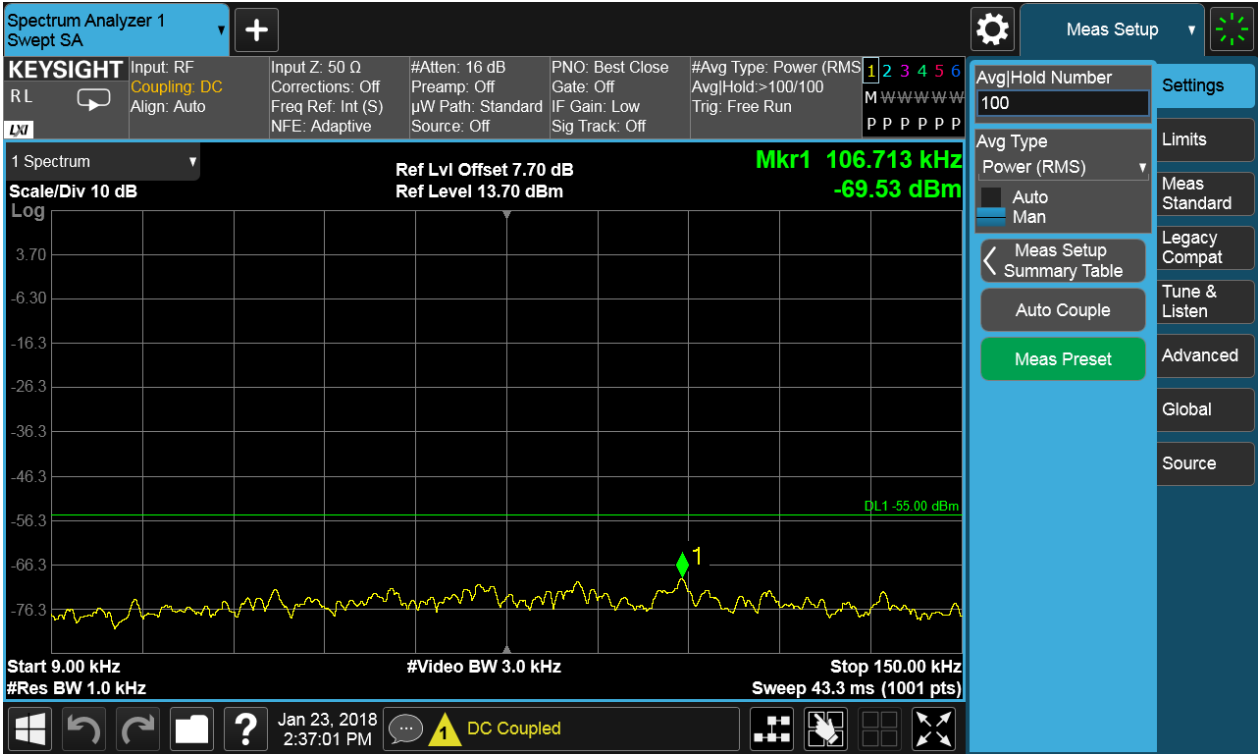 Spectrum Analyzer 1
Swept SA
+
Meas Setup
KEYSIGHT
R L
LXI
Input: RF
Coupling: DC
Align: Auto
Input Z: 50 Ω
Corrections: Off
Freq Ref: Int (S)
NFE: Adaptive
#Atten: 16 dB
Preamp: Off
µW Path: Standard
Source: Off
PNO: Best Close
Gate: Off
IF Gain: Low
Sig Track: Off
#Avg Type: Power (RMS
Avg|Hold:>100/100
Trig: Free Run
1 2 3 4 5 6
M W W W W W
P P P P P P
1 Spectrum
Scale/Div 10 dB
Log
Ref Lvl Offset 7.70 dB
Ref Level 13.70 dBm
Mkr1 106.713 kHz
-69.53 dBm
3.70
-6.30
-16.3
-26.3
-36.3
-46.3
-56.3
-66.3
-76.3
DL1 -55.00 dBm
1
Start 9.00 kHz
#Res BW 1.0 kHz
#Video BW 3.0 kHz
Stop 150.00 kHz
Sweep 43.3 ms (1001 pts)
Avg|Hold Number
100
Avg Type
Power (RMS)
Auto
Man
Meas Setup
Summary Table
Auto Couple
Meas Preset
Settings
Limits
Meas
Standard
Legacy
Compat
Tune &
Listen
Advanced
Global
Source
?
Jan 23, 2018
2:37:01 PM
1
DC Coupled